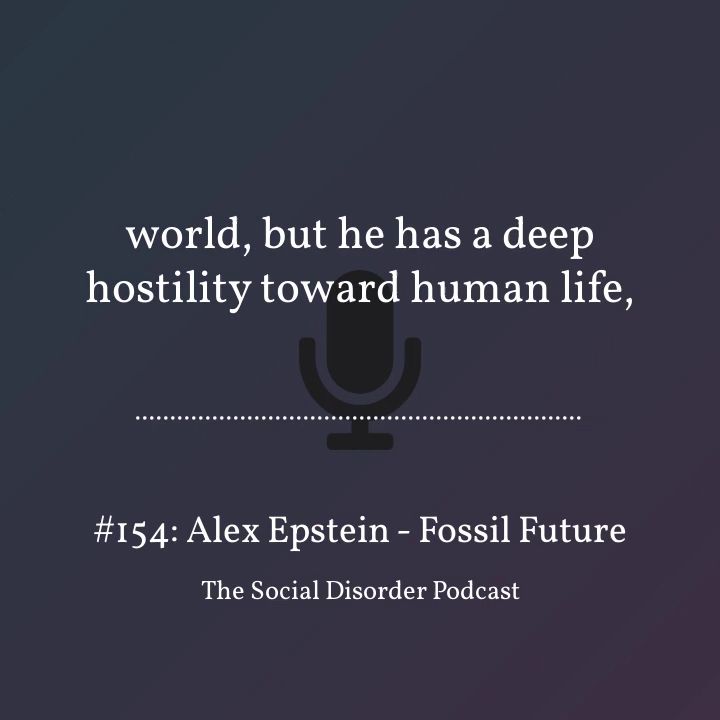 world, but he has a deep
hostility toward human life,
#154: Alex Epstein - Fossil Future
The Social Disorder Podcast